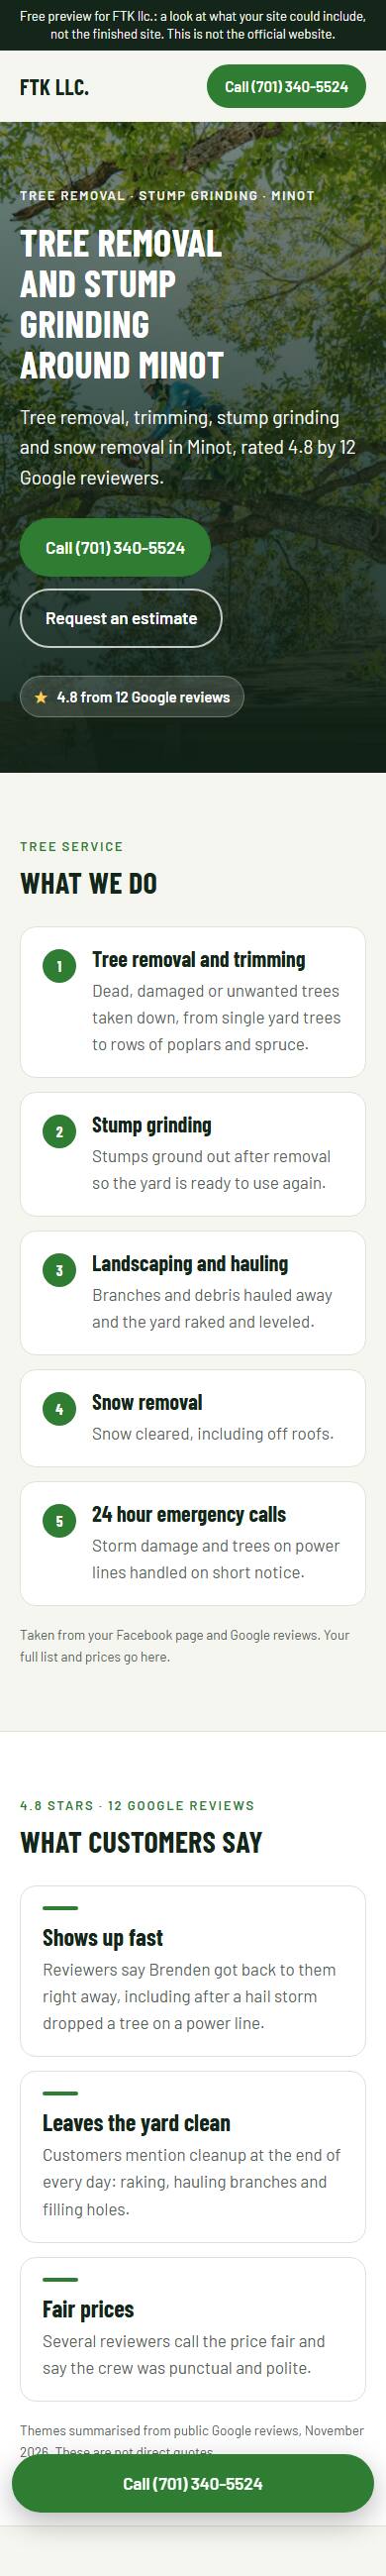 Free preview for FTK llc.: a look at what your site could include,
not the finished site. This is not the official website.
FTK LLC.
Call (701) 340-5524
TREE REMOVAL · STUMP GRINDING · MINOT
TREE REMOVAL
AND STUMP
GRINDING
AROUND MINOT
Tree removal, trimming, stump grinding
and snow removal in Minot, rated 4.8 by 12
Google reviewers.
Call (701) 340-5524
Request an estimate
★ 4.8 from 12 Google reviews
TREE SERVICE
WHAT WE DO
1 Tree removal and trimming
Dead, damaged or unwanted trees
taken down, from single yard trees
to rows of poplars and spruce.
2 Stump grinding
Stumps ground out after removal
so the yard is ready to use again.
3 Landscaping and hauling
Branches and debris hauled away
and the yard raked and leveled.
4 Snow removal
Snow cleared, including off roofs.
5 24 hour emergency calls
Storm damage and trees on power
lines handled on short notice.
Taken from your Facebook page and Google reviews. Your
full list and prices go here.
4.8 STARS · 12 GOOGLE REVIEWS
WHAT CUSTOMERS SAY
Shows up fast
Reviewers say Brenden got back to them
right away, including after a hail storm
dropped a tree on a power line.
Leaves the yard clean
Customers mention cleanup at the end of
every day: raking, hauling branches and
filling holes.
Fair prices
Several reviewers call the price fair and
say the crew was punctual and polite.
Themes summarised from public Google reviews, November
2026. These are not direct quotes.
Call (701) 340-5524